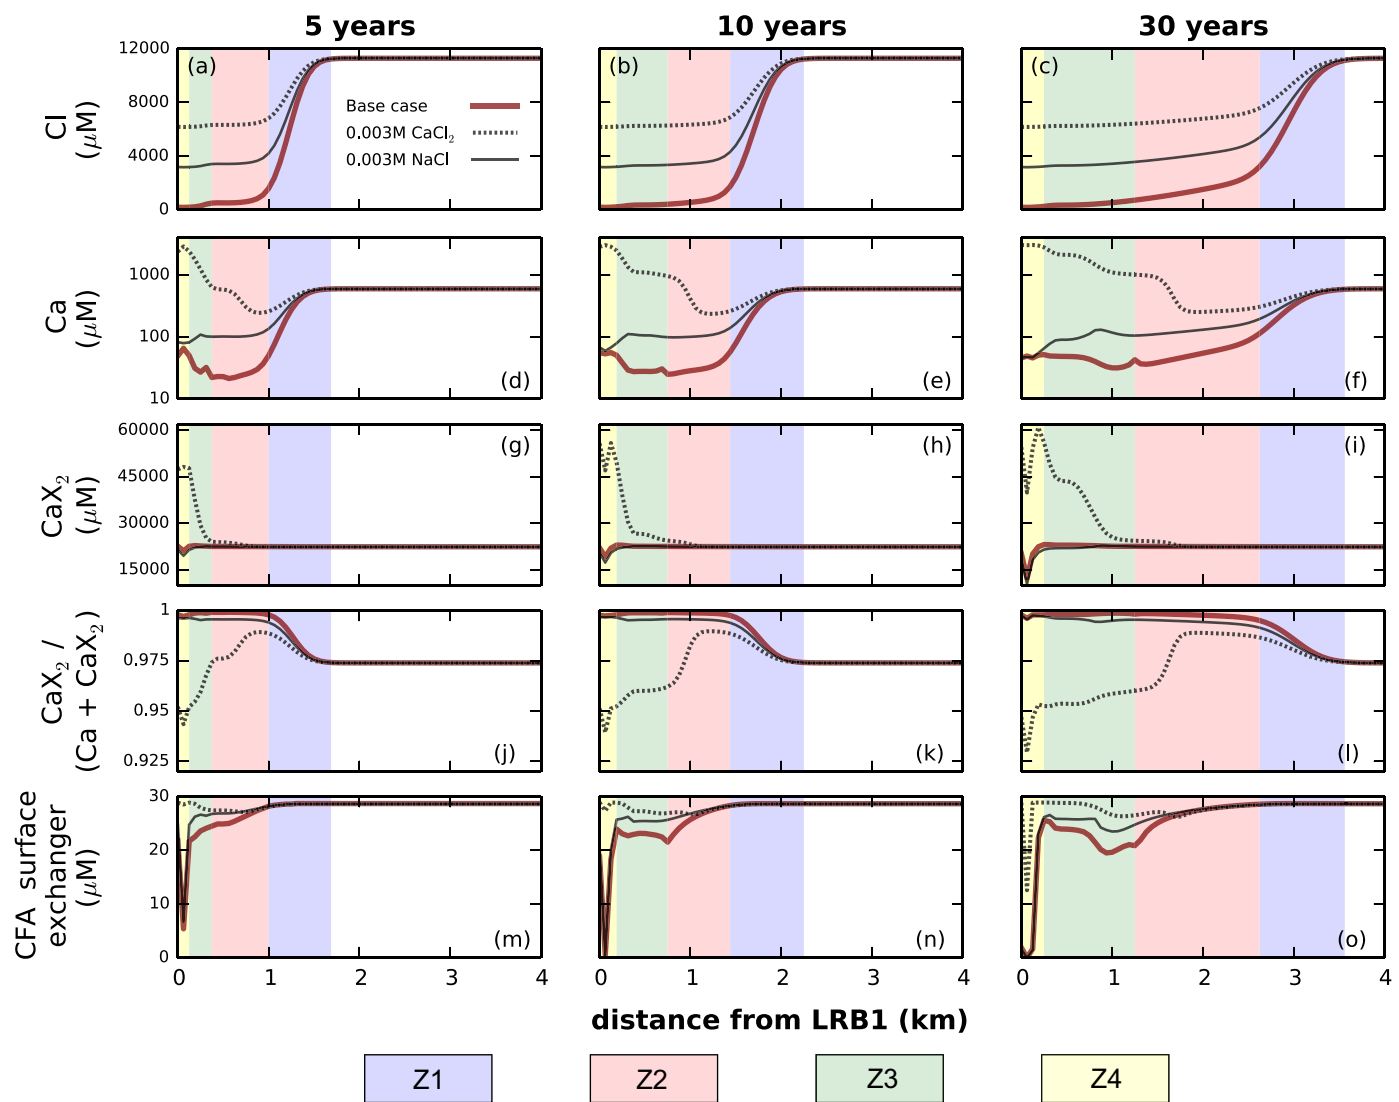 5 years
10 years
30 years
Cl
(μM)
12000
8000
4000
0
(a)
Base case
0.003M CaCl₂
0.003M NaCl
(b)
(c)
Ca
(μM)
1000
100
10
(d)
(e)
(f)
CaX₂
(μM)
60000
45000
30000
15000
(g)
(h)
(i)
CaX₂ /
(Ca + CaX₂)
1
0.975
0.95
0.925
(j)
(k)
(l)
CFA surface
exchanger
(μM)
30
20
10
0
(m)
(n)
(o)
0 1 2 3 4
0 1 2 3 4
0 1 2 3 4
distance from LRB1 (km)
Z1
Z2
Z3
Z4